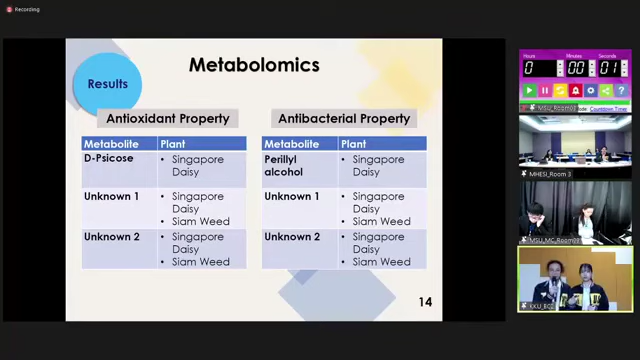 Recording
Results
Metabolomics
Antioxidant Property
Metabolite Plant
D-Psicose • Singapore
Daisy
Unknown 1 • Singapore
Daisy
• Siam Weed
Unknown 2 • Singapore
Daisy
• Siam Weed
Antibacterial Property
Metabolite Plant
Perillyl
alcohol
• Singapore
Daisy
Unknown 1 • Singapore
Daisy
• Siam Weed
Unknown 2 • Singapore
Daisy
• Siam Weed
14
Hours Minutes Seconds
0 00 01
Countdown Timer
MHESI_Room 3